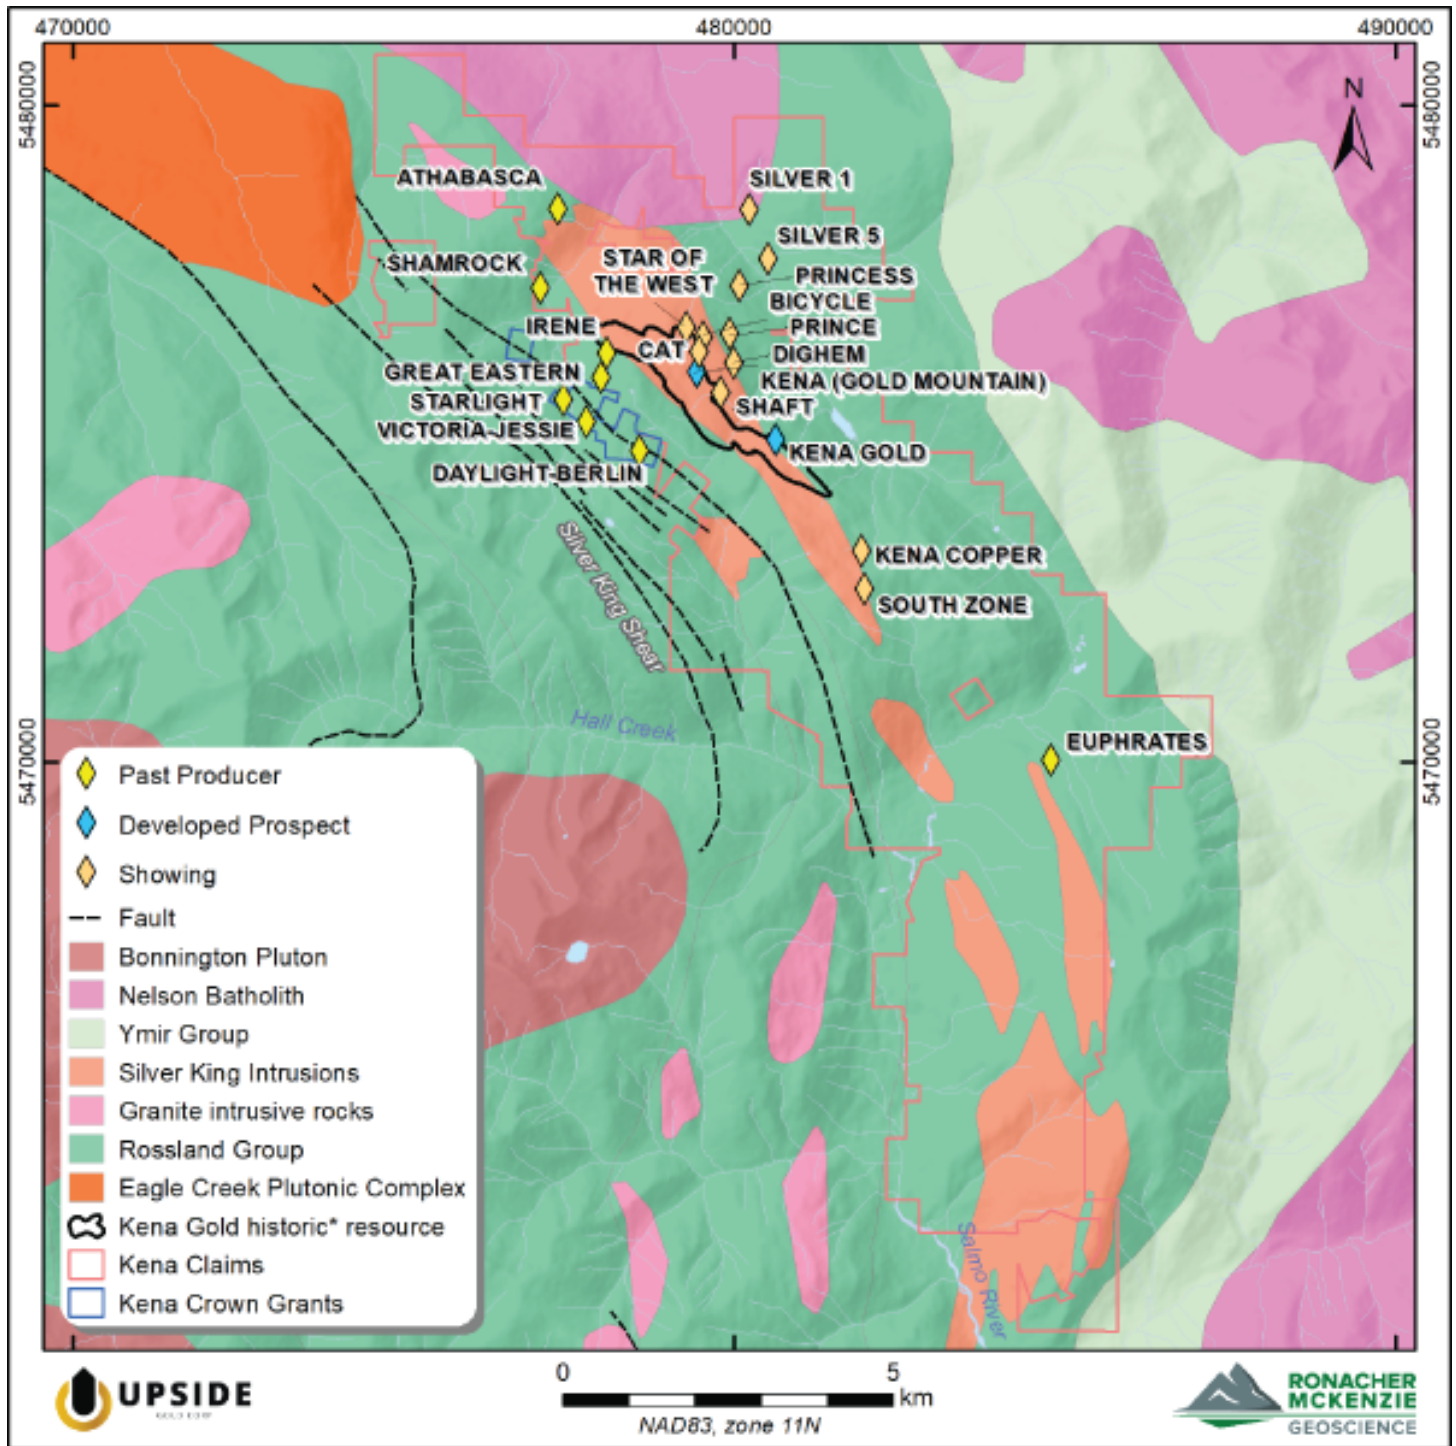 470000
480000
490000
5480000
5480000
N
ATHABASCA
SILVER 1
SILVER 5
SHAMROCK
STAR OF
THE WEST
PRINCESS
BICYCLE
IRENE
PRINCE
CAT
DIGHEM
GREAT EASTERN
KENA (GOLD MOUNTAIN)
STARLIGHT
SHAFT
VICTORIA-JESSIE
KENA GOLD
DAYLIGHT-BERLIN
Silver King Shear
KENA COPPER
SOUTH ZONE
Hall Creek
EUPHRATES
5470000
5470000
Past Producer
Developed Prospect
Showing
Fault
Bonnington Pluton
Nelson Batholith
Ymir Group
Silver King Intrusions
Granite intrusive rocks
Rossland Group
Eagle Creek Plutonic Complex
Kena Gold historic* resource
Kena Claims
Kena Crown Grants
Salmo River
UPSIDE
GOLD CORP
0
5
km
NAD83, zone 11N
RONACHER
MCKENZIE
GEOSCIENCE